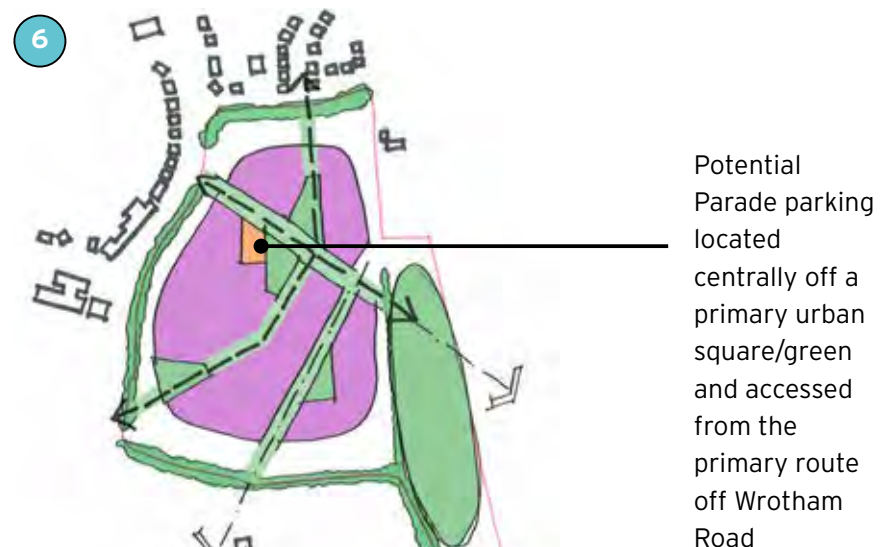 6
Potential
Parade parking
located
centrally off a
primary urban
square/green
and accessed
from the
primary route
off Wrotham
Road